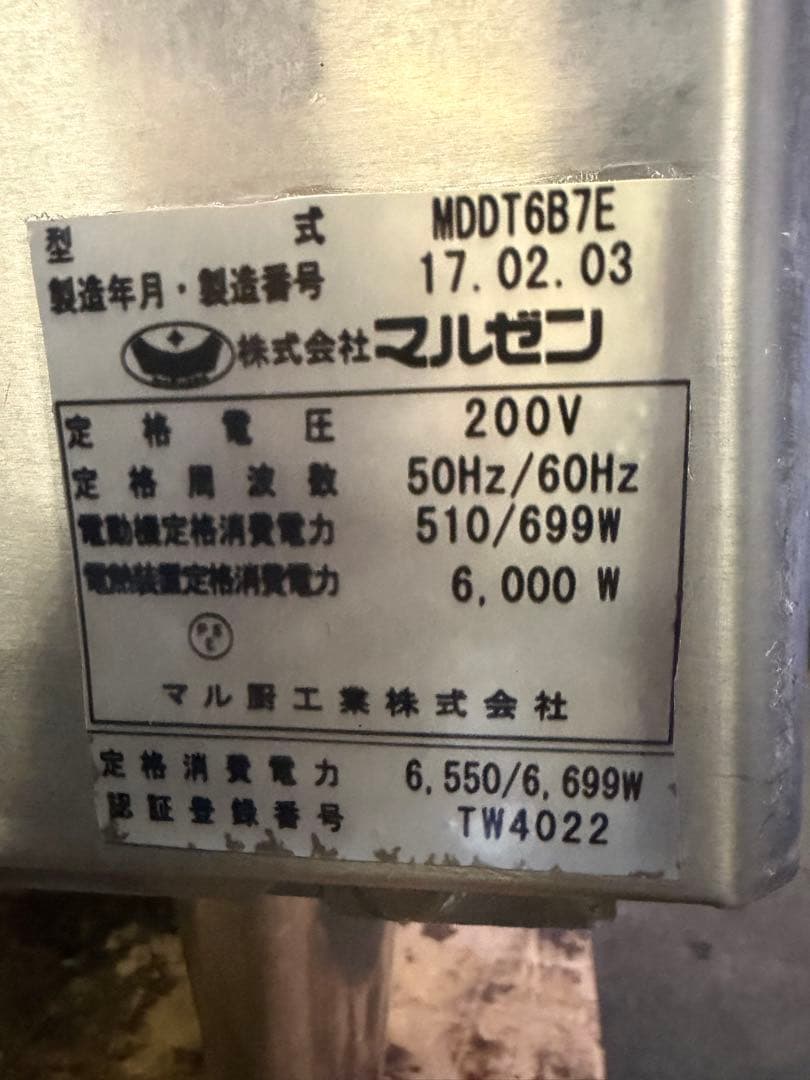 型式 MDDT6B7E
製造年月・製造番号 17.02.03
株式会社マルゼン
定格電圧 200V
定格周波数 50Hz/60Hz
電動機定格消費電力 510/699W
電熱装置定格消費電力 6,000 W
PSE
マル厨工業株式会社
定格消費電力 6,550/6,699W
認証登録番号 TW4022